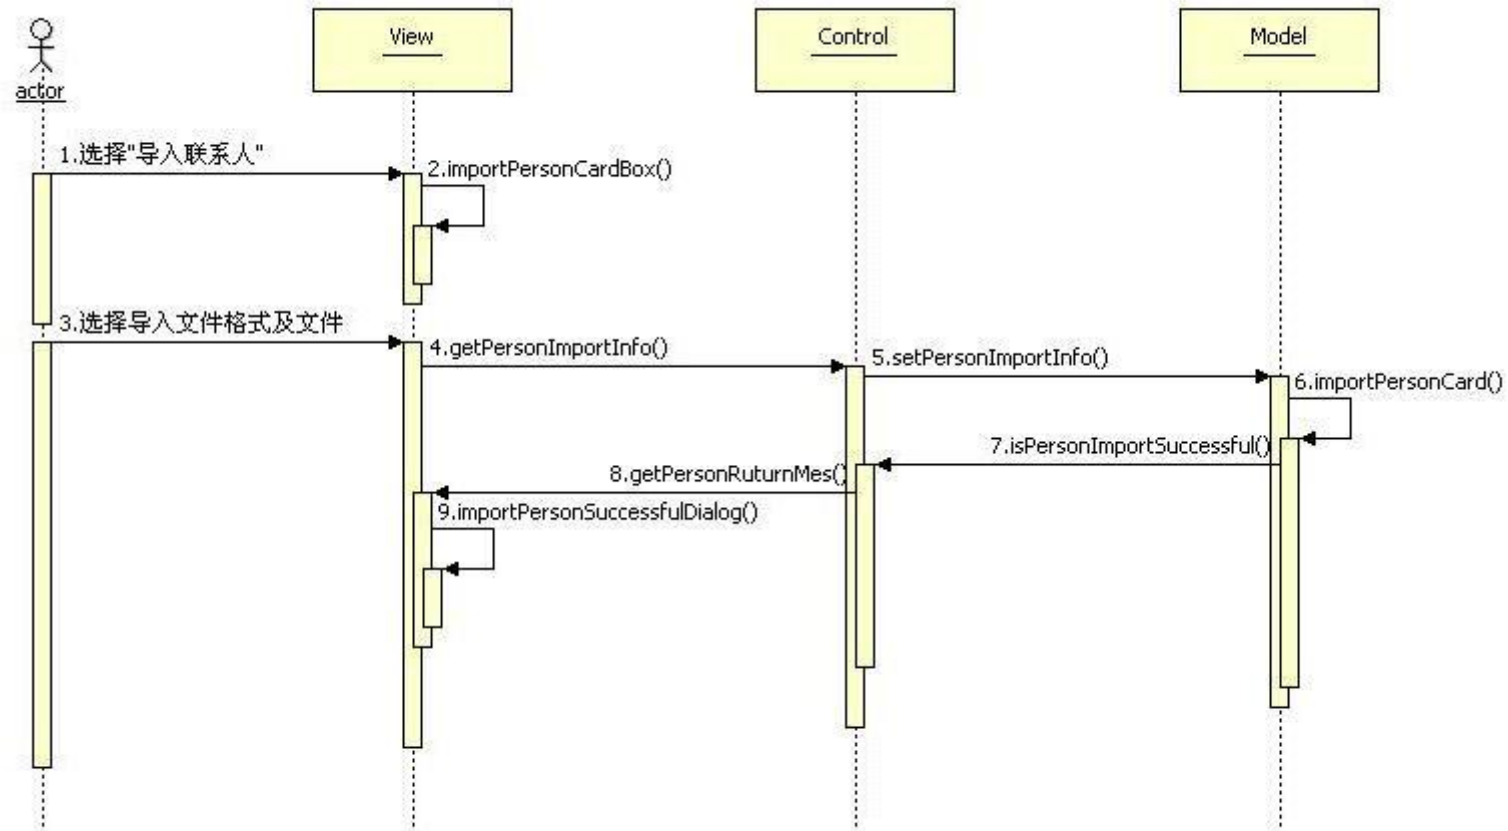 actor
View
Control
Model
1.选择"导入联系人"
2.importPersonCardBox()
3.选择导入文件格式及文件
4.getPersonImportInfo()
5.setPersonImportInfo()
6.importPersonCard()
7.isPersonImportSuccessful()
8.getPersonRuturnMes()
9.importPersonSuccessfulDialog()